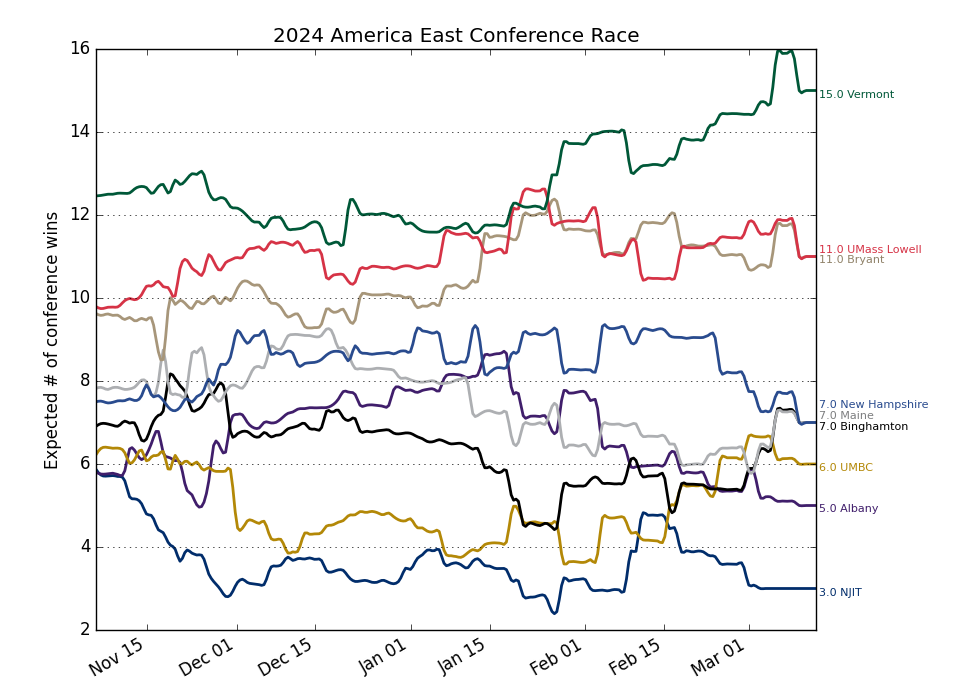 2024 America East Conference Race
Expected # of conference wins
16
14
12
10
8
6
4
2
Nov 15
Dec 01
Dec 15
Jan 01
Jan 15
Feb 01
Feb 15
Mar 01
15.0 Vermont
11.0 UMass Lowell
11.0 Bryant
7.0 New Hampshire
7.0 Maine
7.0 Binghamton
6.0 UMBC
5.0 Albany
3.0 NJIT